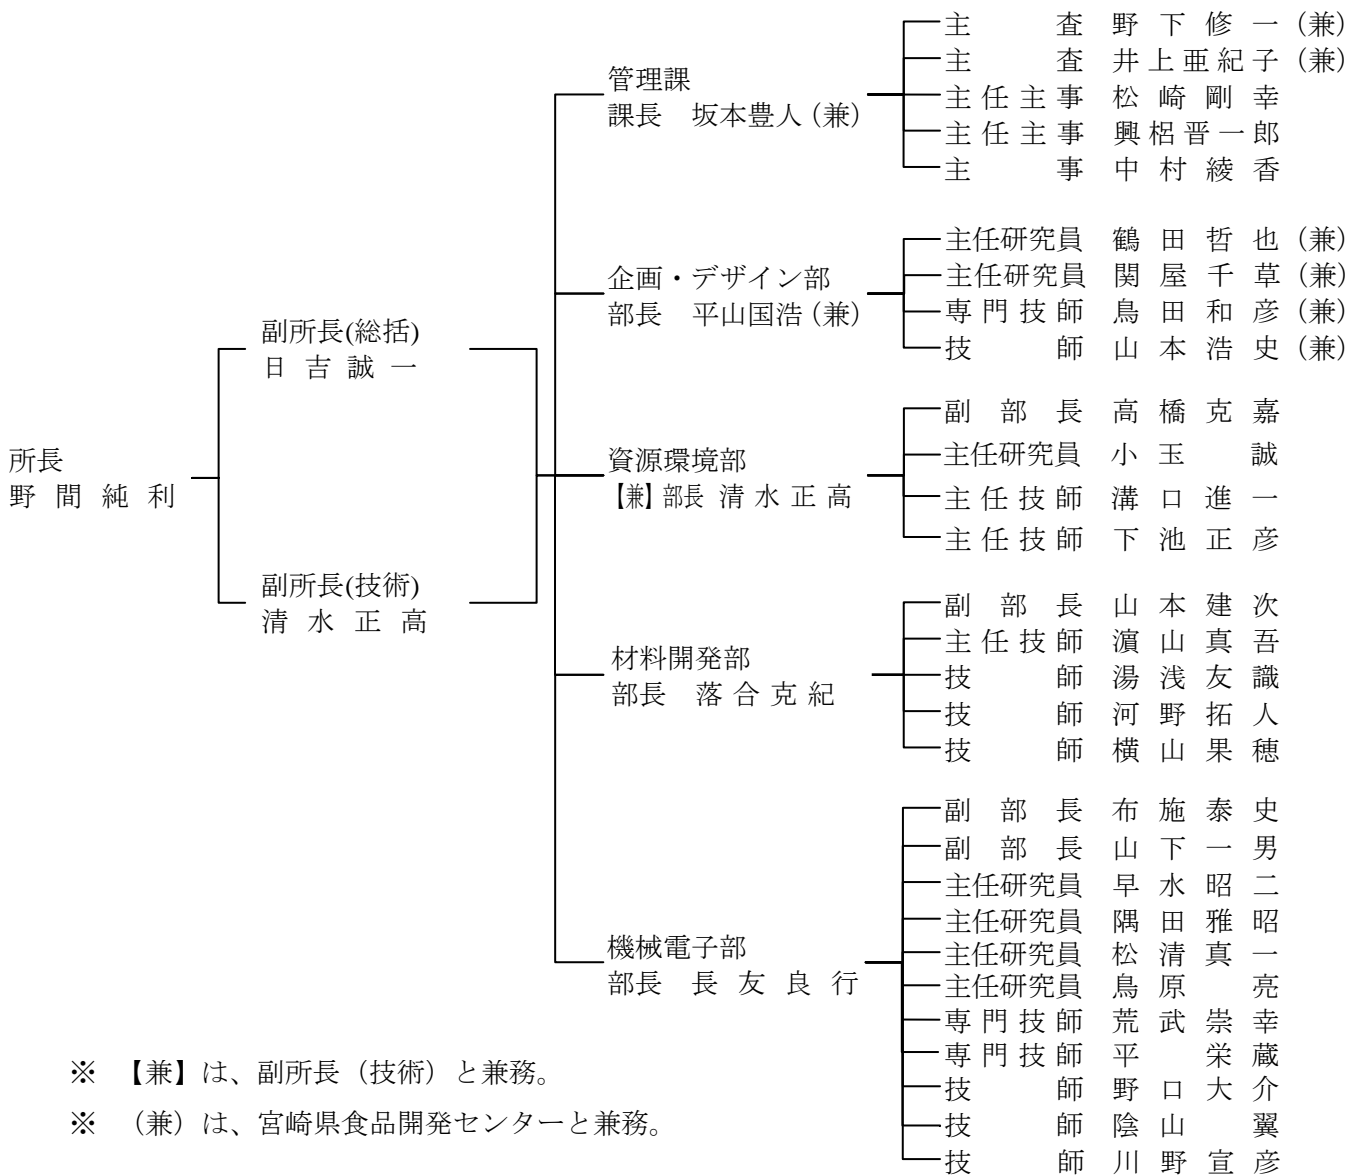 所長
野間純利
副所長(総括)
日吉誠一
副所長(技術)
清水正高
管理課
課長 坂本豊人（兼）
主査 野下修一（兼）
主査 井上亜紀子（兼）
主任主事 松崎剛幸
主任主事 興梠晋一郎
主事 中村綾香
企画・デザイン部
部長 平山国浩（兼）
主任研究員 鶴田哲也（兼）
主任研究員 関屋千草（兼）
専門技師 鳥田和彦（兼）
技師 山本浩史（兼）
資源環境部
【兼】部長 清水正高
副部長 高橋克嘉
主任研究員 小玉誠
主任技師 溝口進一
主任技師 下池正彦
材料開発部
部長 落合克紀
副部長 山本建次
主任技師 濵山真吾
技師 湯浅友識
技師 河野拓人
技師 横山果穂
機械電子部
部長 長友良行
副部長 布施泰史
副部長 山下一男
主任研究員 早水昭二
主任研究員 隅田雅昭
主任研究員 松清真一
主任研究員 鳥原亮
専門技師 荒武崇幸
専門技師 平栄蔵
技師 野口大介
技師 陰山翼
技師 川野宣彦
※ 【兼】は、副所長（技術）と兼務。
※ （兼）は、宮崎県食品開発センターと兼務。